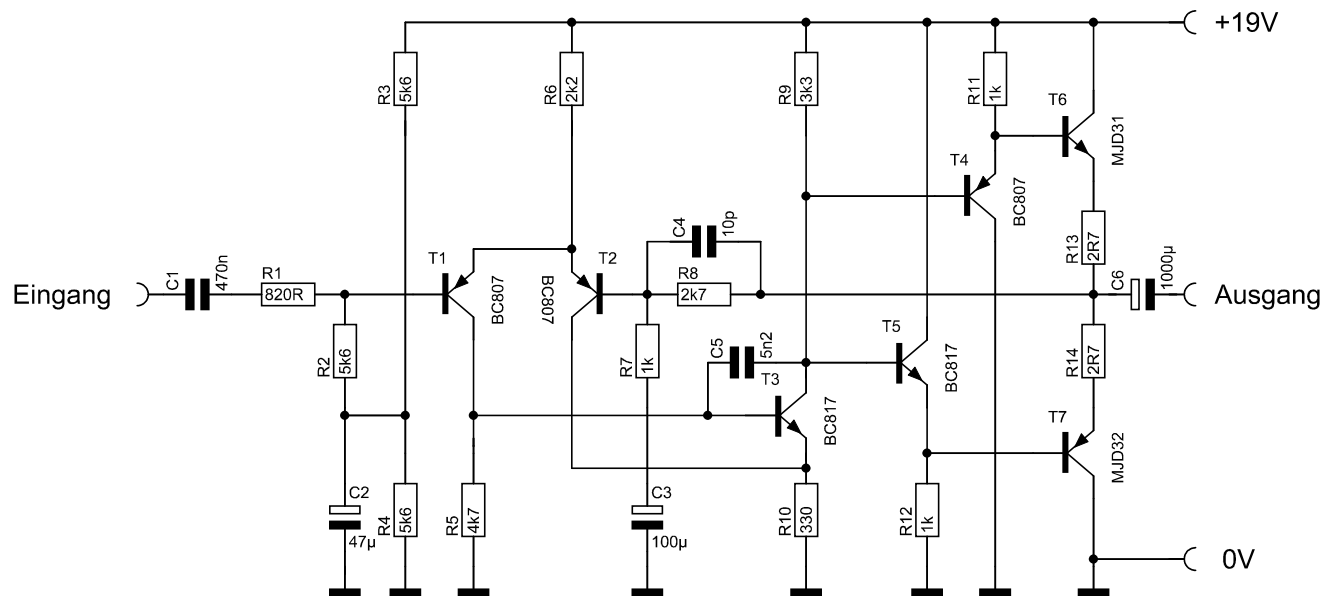 +19V
R3
5k6
R6
2k2
R9
3k3
R11
1k
T6
MJD31
T4
BC807
C4
10p
R13
2R7
C6
1000µ
Eingang
C1
470n
R1
820R
T1
BC807
BC807
T2
R8
2k7
Ausgang
R2
5k6
R7
1k
C5
5n2
T3
BC817
T5
BC817
R14
2R7
T7
MJD32
C2
47µ
R4
5k6
R5
4k7
C3
100µ
R10
330
R12
1k
0V